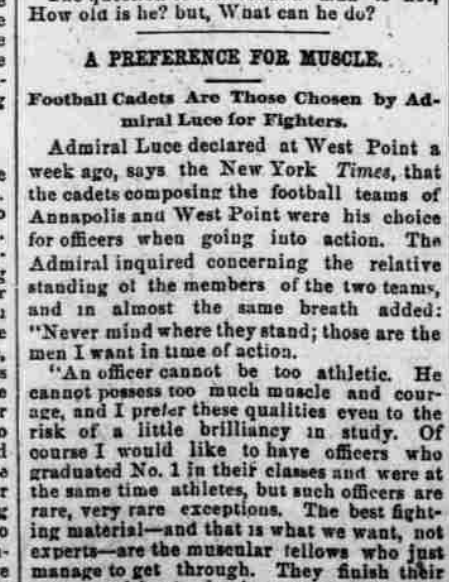 How old is he? but, What can he do?
A PREFERENCE FOR MUSCLE.
Football Cadets Are Those Chosen by Ad-
miral Luce for Fighters.
Admiral Luce declared at West Point a
week ago, says the New York Times, that
the cadets composing the football teams of
Annapolis and West Point were his choice
for officers when going into action. The
Admiral inquired concerning the relative
standing of the members of the two teams,
and in almost the same breath added:
"Never mind where they stand; those are the
men I want in time of action.
"An officer cannot be too athletic. He
cannot possess too much muscle and cour-
age, and I prefer these qualities even to the
risk of a little brilliancy in study. Of
course I would like to have officers who
graduated No. 1 in their classes and were at
the same time athletes, but such officers are
rare, very rare exceptions. The best fight-
ing material—and that is what we want, not
experts—are the muscular fellows who just
manage to get through. They finish their